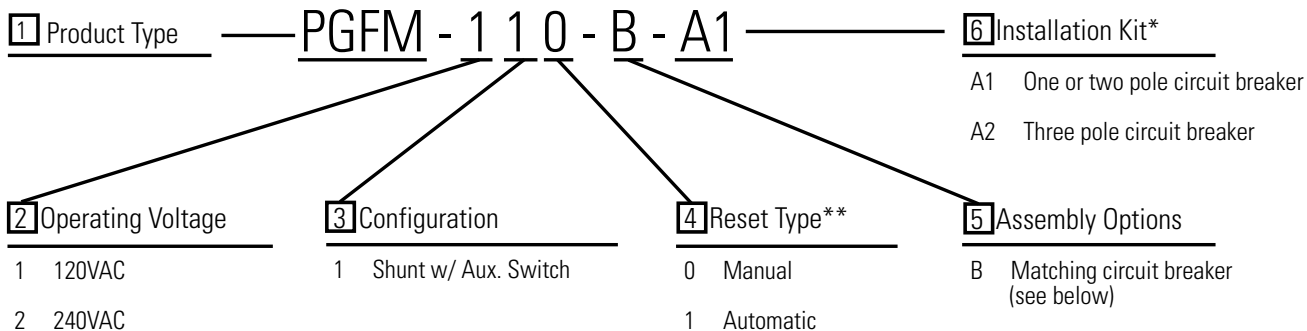 1 Product Type
PGFM - 1 1 0 - B - A1
6 Installation Kit*
A1 One or two pole circuit breaker
A2 Three pole circuit breaker
2 Operating Voltage
1 120VAC
2 240VAC
3 Configuration
1 Shunt w/ Aux. Switch
4 Reset Type**
0 Manual
1 Automatic
5 Assembly Options
B Matching circuit breaker
(see below)